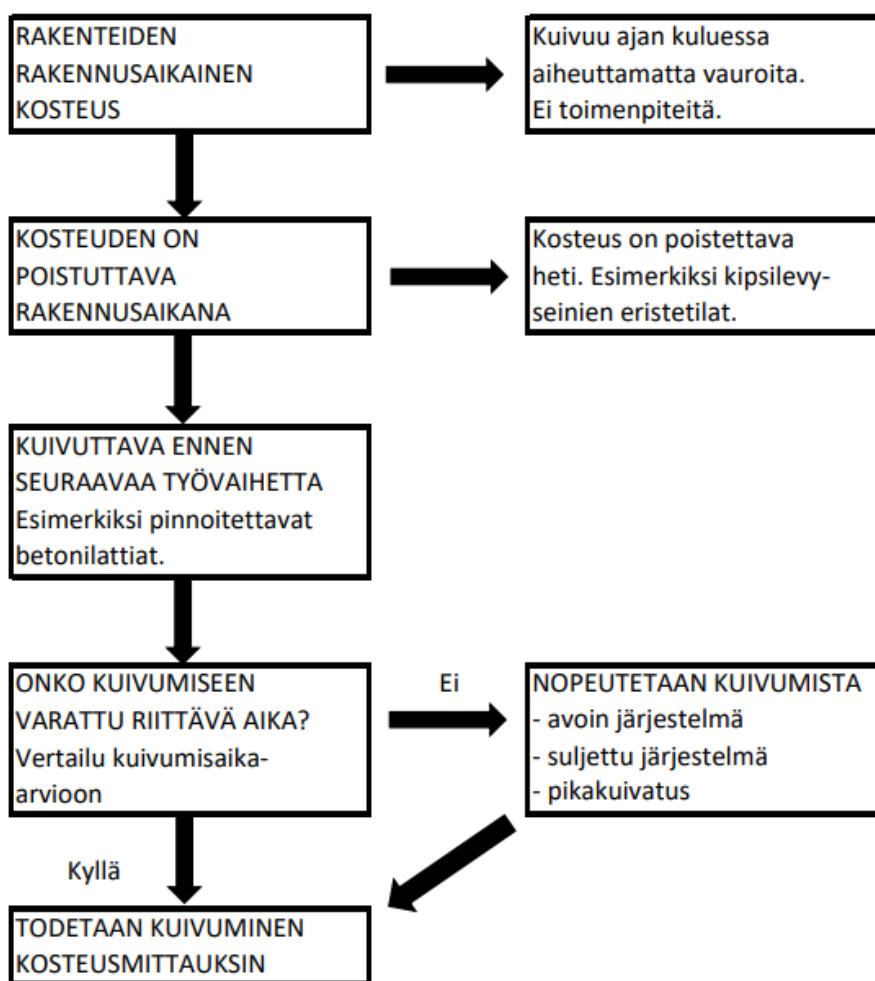 RAKENTEIDEN
RAKENNUSAIKAINEN
KOSTEUS
Kuivuu ajan kuluessa
aiheuttamatta vauroita.
Ei toimenpiteitä.
KOSTEUDEN ON
POISTUTTAVA
RAKENNUSAIKANA
Kosteus on poistettava
heti. Esimerkiksi kipsilevy-
seinien eristetilat.
KUIVUTTAVA ENNEN
SEURAAVAA TYÖVAIHETTA
Esimerkiksi pinnoitettavat
betonilattiat.
ONKO KUIVUMISEEN
VARATTU RIITTÄVÄ AIKA?
Vertailu kuivumisaika-
arvioon
Ei
NOPEUTETAAN KUIVUMISTA
- avoin järjestelmä
- suljettu järjestelmä
- pikakuivatus
Kyllä
TODETAAN KUIVUMINEN
KOSTEUSMITTAUKSIN